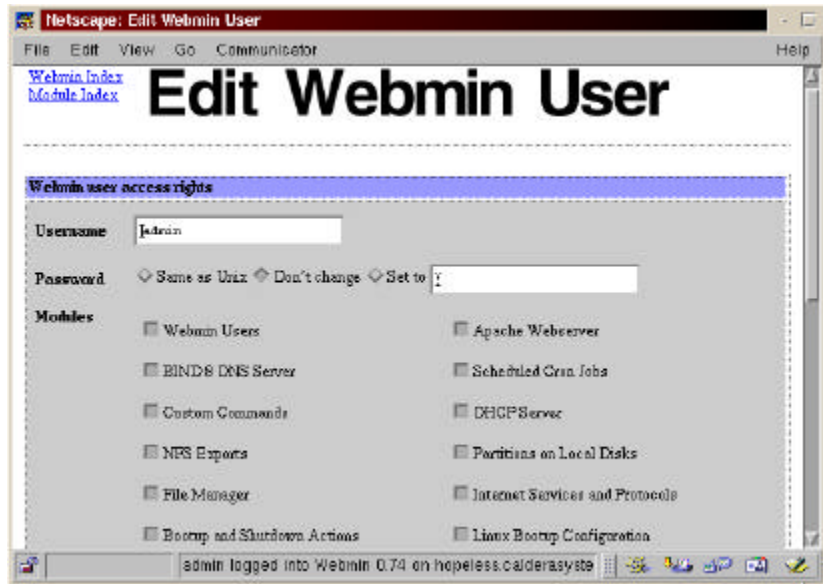 Netscape: Edit Webmin User
File Edit View Go Communicator Help
Webmin Index
Module Index
Edit Webmin User
Webmin user access rights
Username admin
Password Same as Unix Don't change Set to
Modules
Webmin Users Apache Webserver
BIND 8 DNS Server Scheduled Cron Jobs
Custom Commands DHCP Server
NFS Exports Partitions on Local Disks
File Manager Internet Services and Protocols
Bootup and Shutdown Actions Linux Bootup Configuration
admin logged into Webmin 0.74 on hopeless.calderasyste